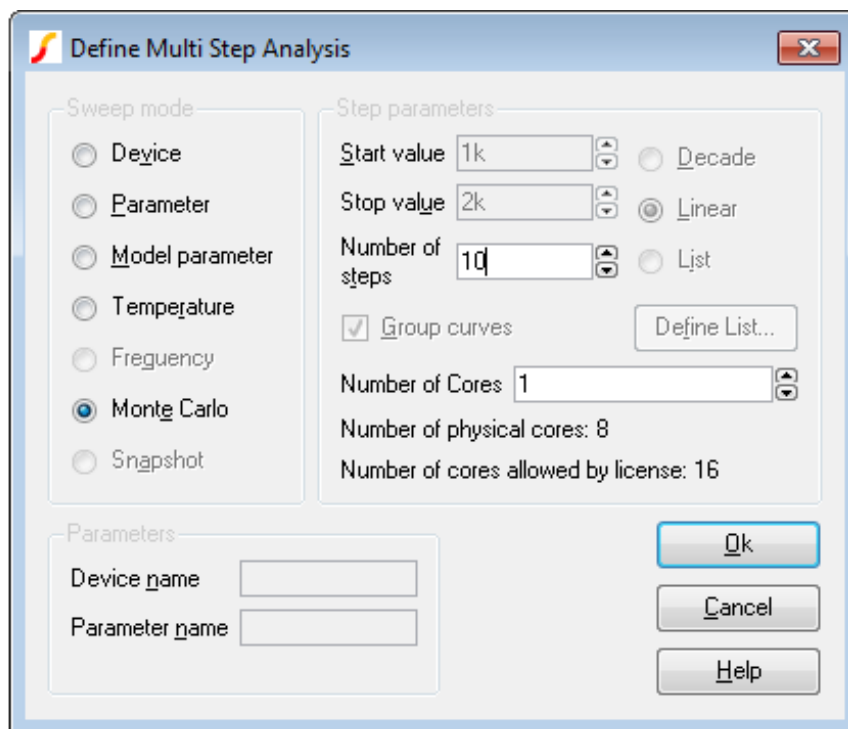 Define Multi Step Analysis
Sweep mode
Device
Parameter
Model parameter
Temperature
Freguency
Monte Carlo
Snapshot
Step parameters
Start value 1k
Decade
Stop value 2k
Linear
Number of
steps
10
List
Group curves
Define List...
Number of Cores 1
Number of physical cores: 8
Number of cores allowed by license: 16
Parameters
Device name
Parameter name
Ok
Cancel
Help